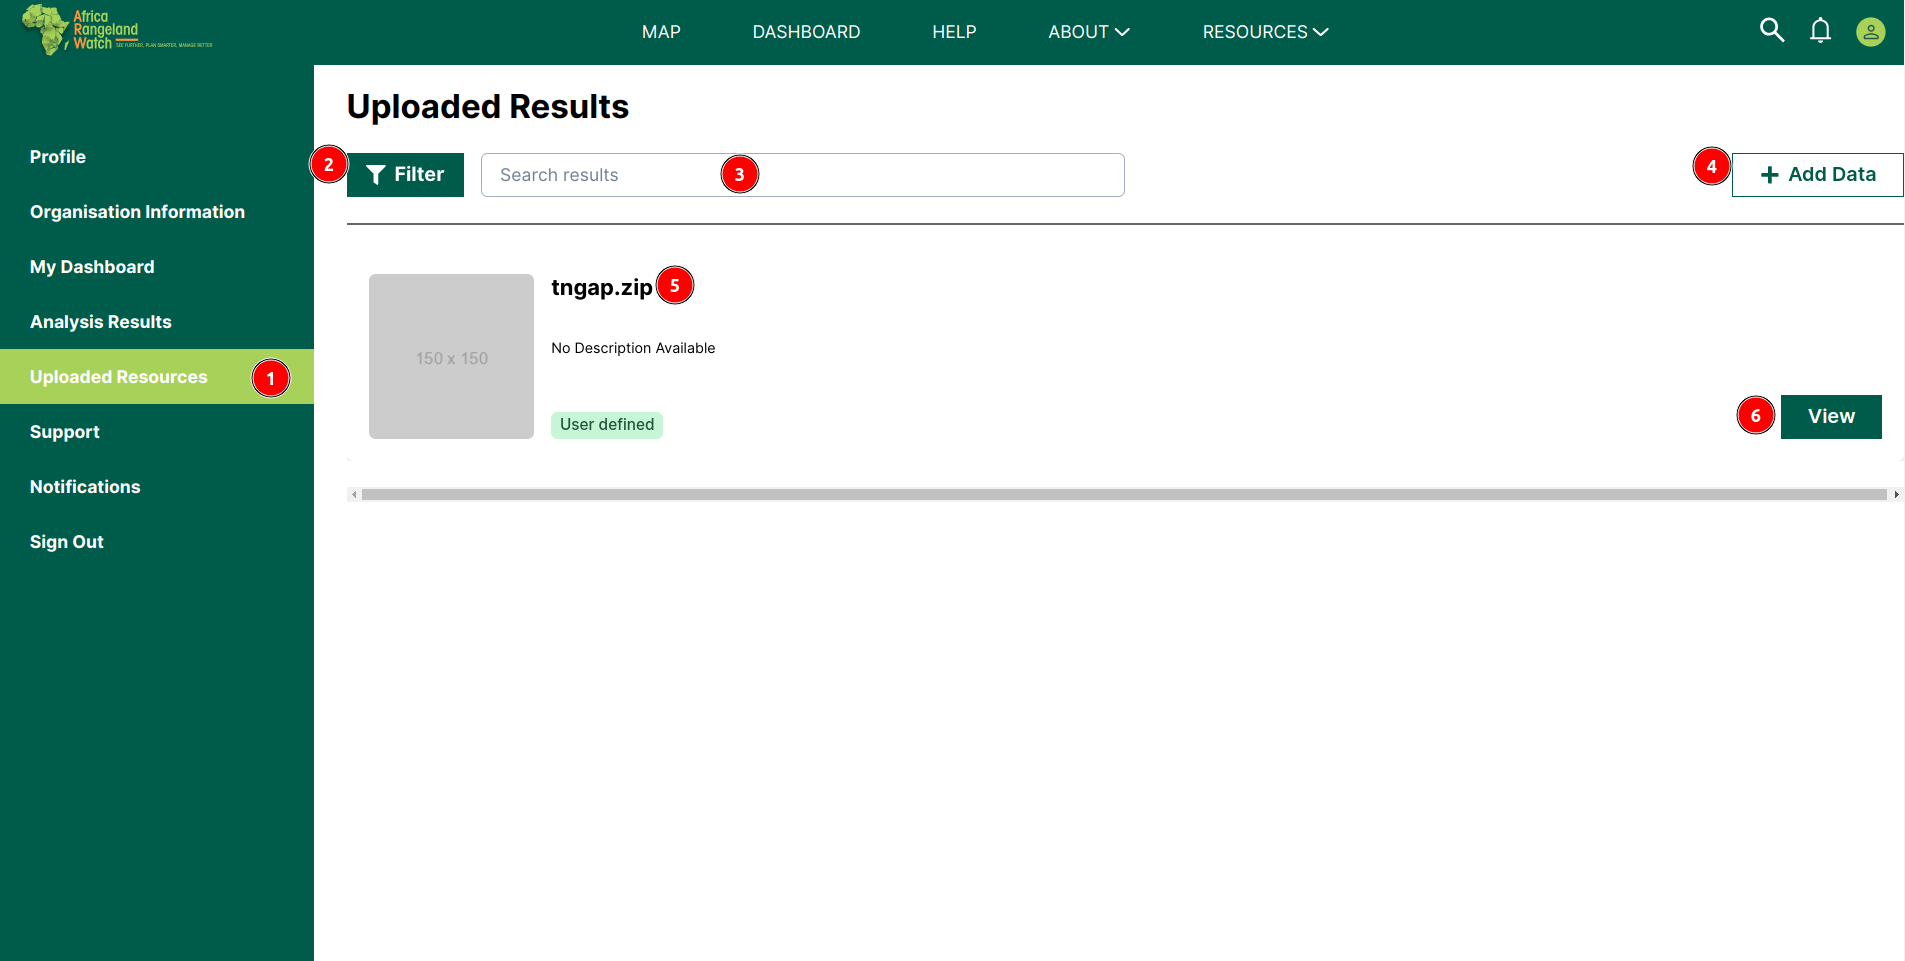 Africa
Rangeland
Watch SEE FURTHER, PLAN SMARTER, MANAGE BETTER
MAP DASHBOARD HELP ABOUT RESOURCES
Uploaded Results
Profile
Organisation Information
My Dashboard
Analysis Results
Uploaded Resources 1
Support
Notifications
Sign Out
2 Filter Search results 3 4 + Add Data
150 x 150
tngap.zip 5
No Description Available
User defined
6 View